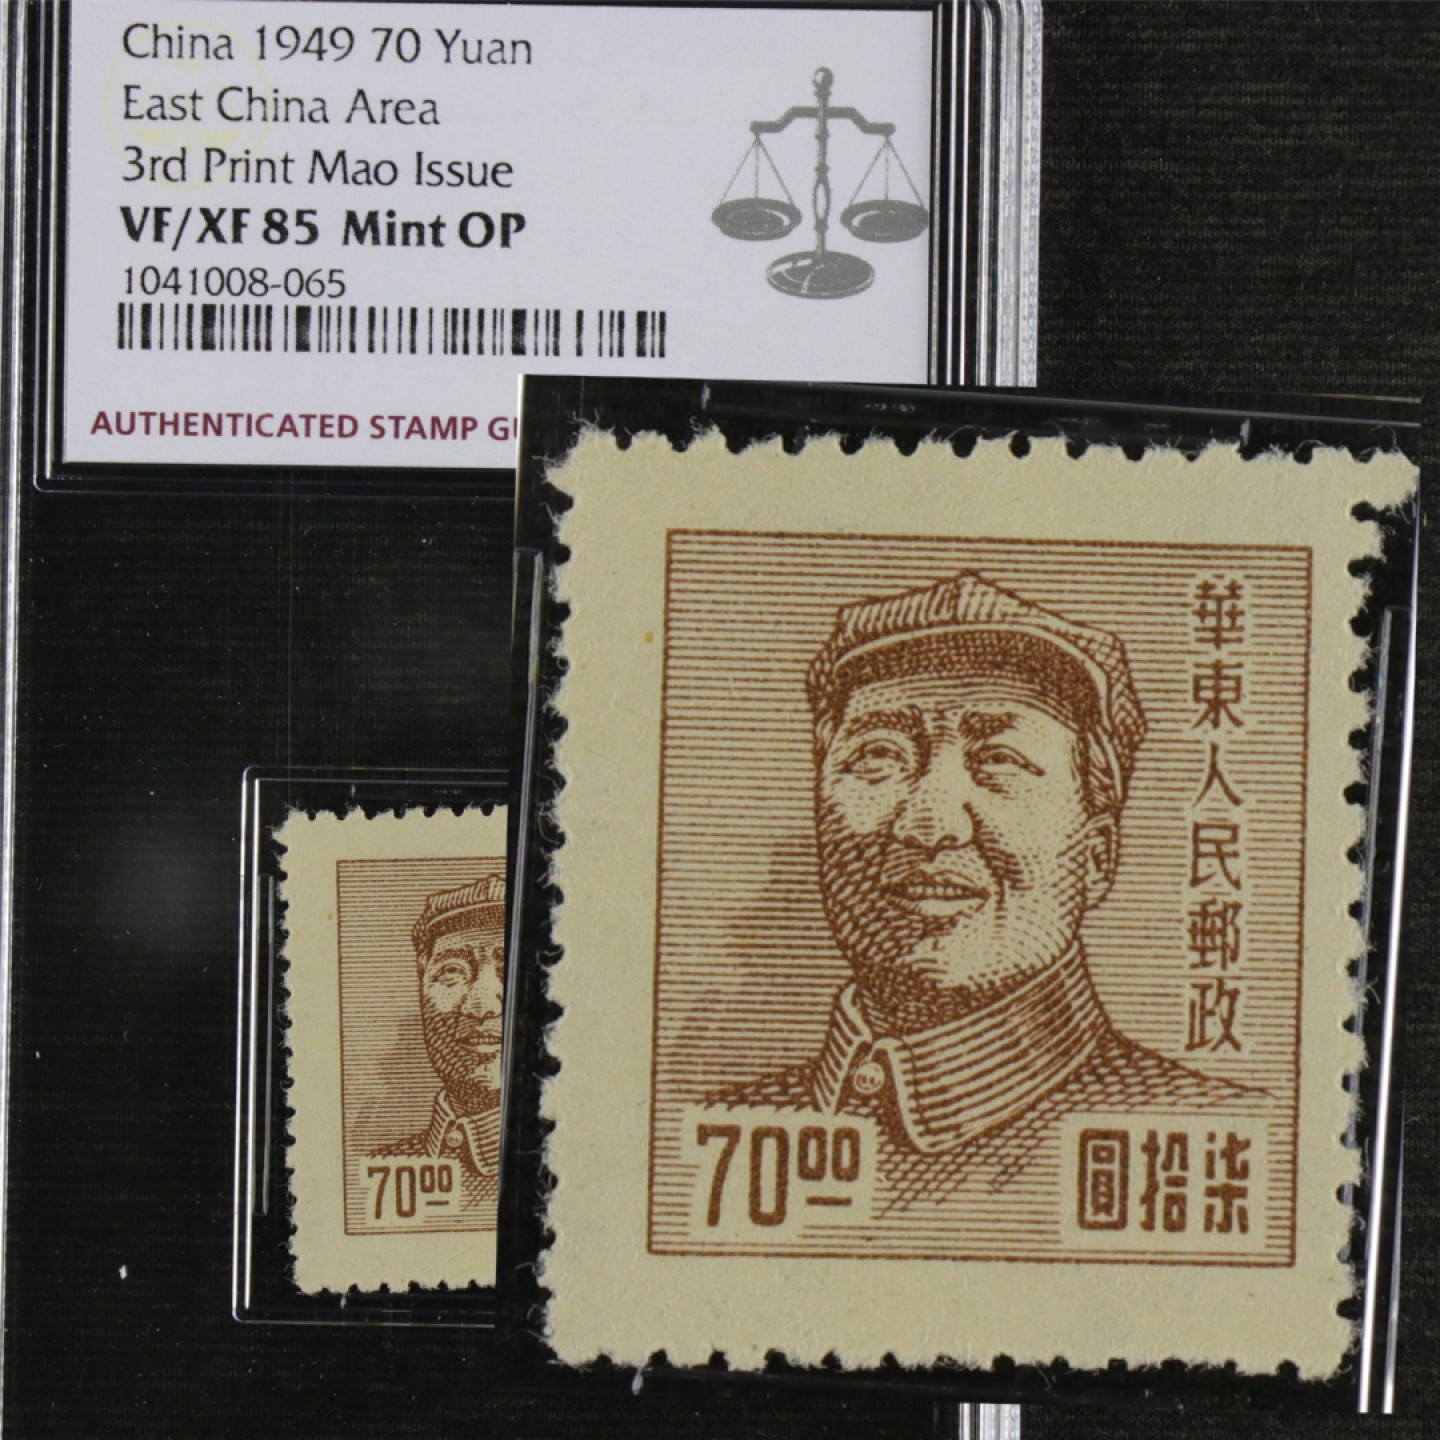 China 1949 70 Yuan
East China Area
3rd Print Mao Issue
VF/XF 85 Mint OP
1041008-065
AUTHENTICATED STAMP GU
70⁰⁰
華東人民郵政
70⁰⁰
圓拾柒